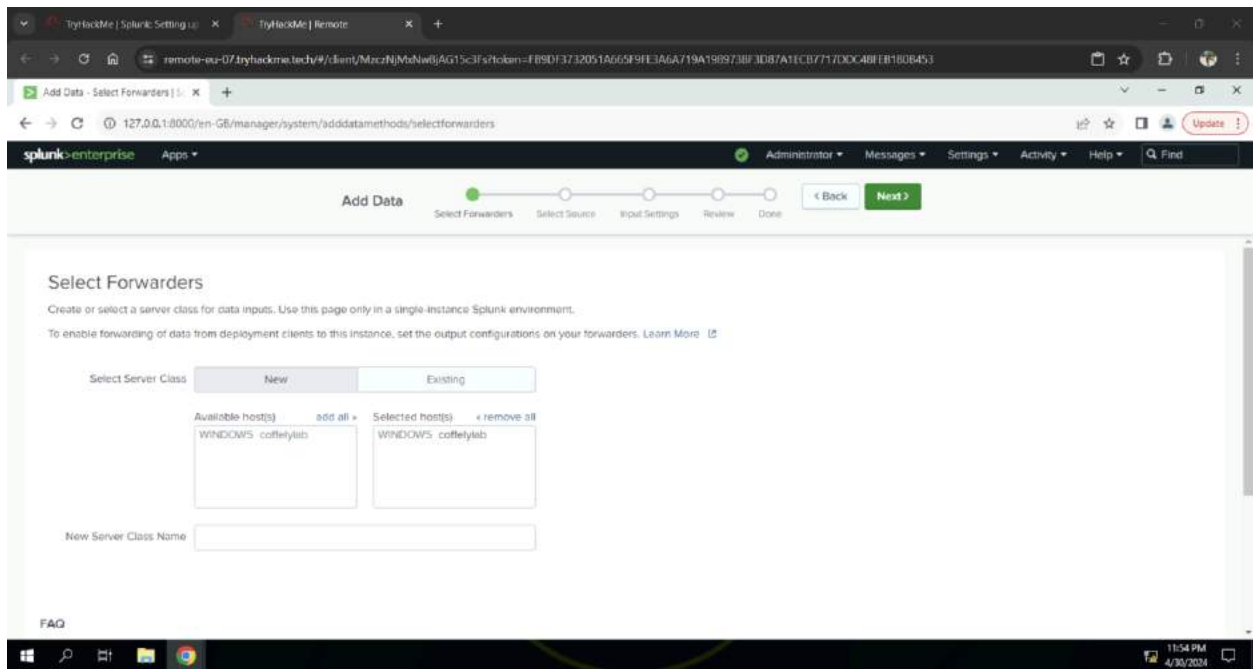 TryHackMe | Splunk: Setting up
TryHackMe | Remote
Add Data - Select Forwarders | Sp
127.0.0.1:8000/en-GB/manager/system/adddatamethods/selectforwarders
Update
splunk>enterprise Apps Administrator Messages Settings Activity Help Find
Add Data
Select Forwarders Select Source Input Settings Review Done
< Back Next >
Select Forwarders
Create or select a server class for data inputs. Use this page only in a single-instance Splunk environment.
To enable forwarding of data from deployment clients to this instance, set the output configurations on your forwarders. Learn More
Select Server Class New Existing
Available host(s) add all » Selected host(s) « remove all
WINDOWS coffelylab WINDOWS coffelylab
New Server Class Name
FAQ
11:54 PM
4/30/2024